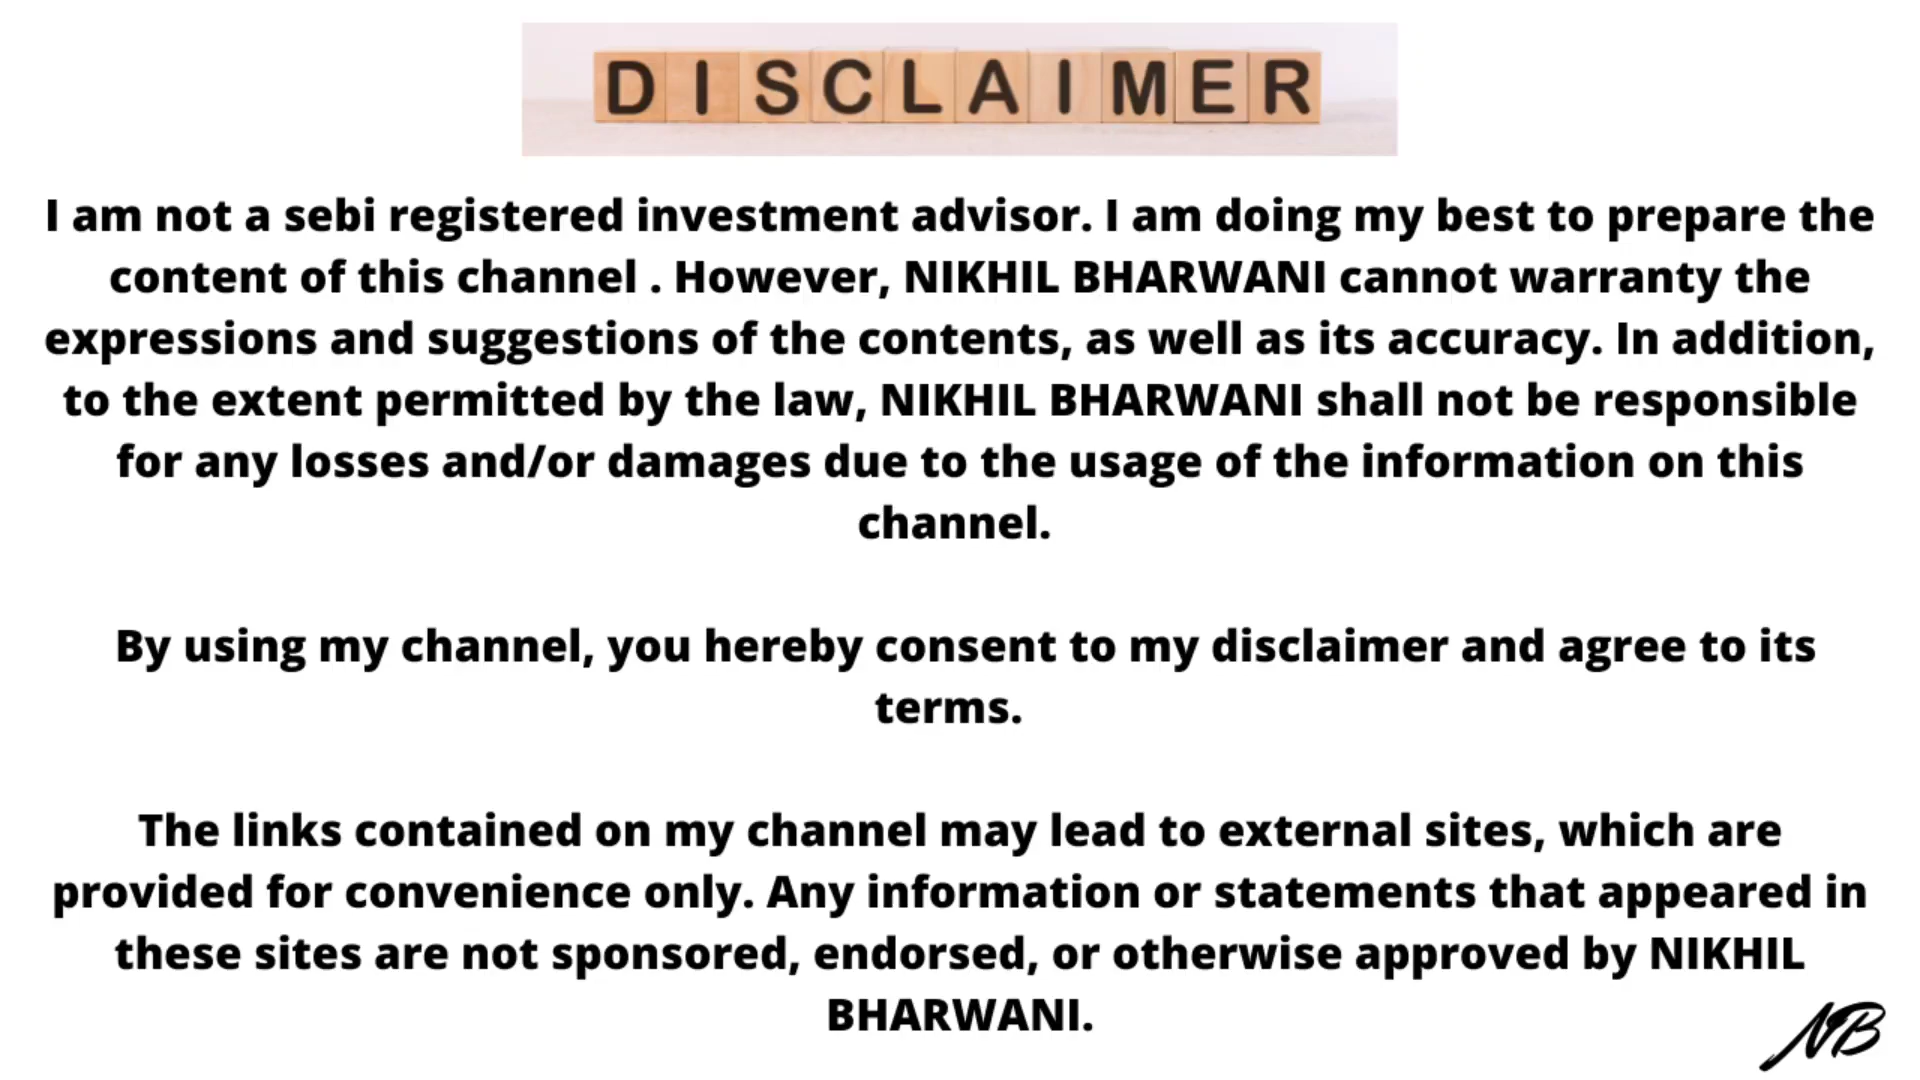 DISCLAIMER
I am not a sebi registered investment advisor. I am doing my best to prepare the
content of this channel . However, NIKHIL BHARWANI cannot warranty the
expressions and suggestions of the contents, as well as its accuracy. In addition,
to the extent permitted by the law, NIKHIL BHARWANI shall not be responsible
for any losses and/or damages due to the usage of the information on this
channel.
By using my channel, you hereby consent to my disclaimer and agree to its
terms.
The links contained on my channel may lead to external sites, which are
provided for convenience only. Any information or statements that appeared in
these sites are not sponsored, endorsed, or otherwise approved by NIKHIL
BHARWANI.
NB